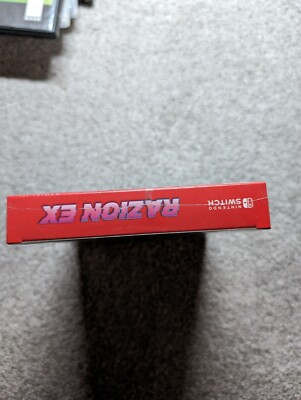 NINTENDO
SWITCH
RAZION EX